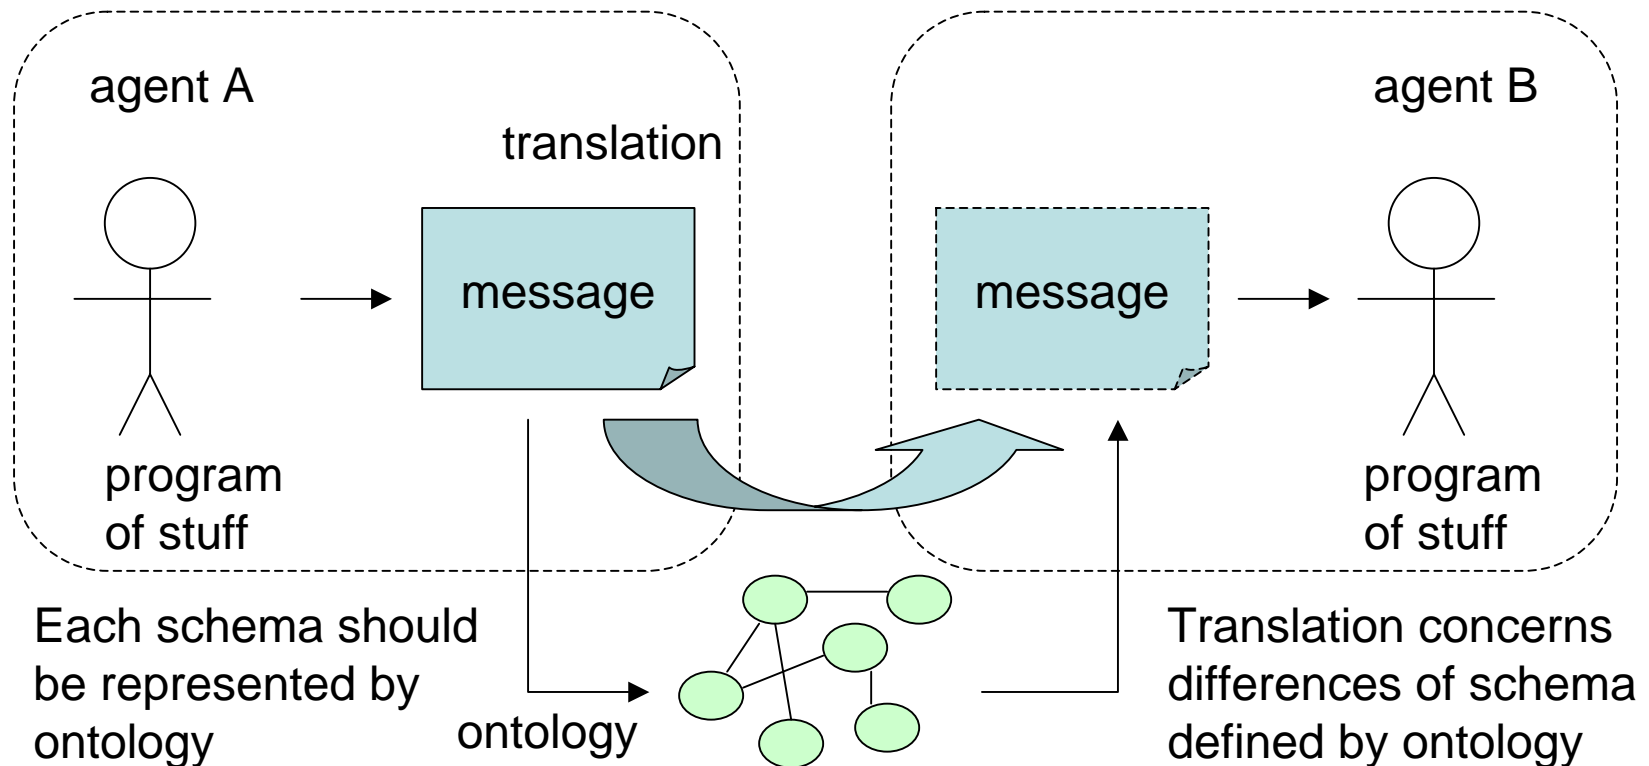 agent A
agent B
translation
message
message
program
of stuff
program
of stuff
Each schema should
be represented by
ontology
ontology
Translation concerns
differences of schema
defined by ontology